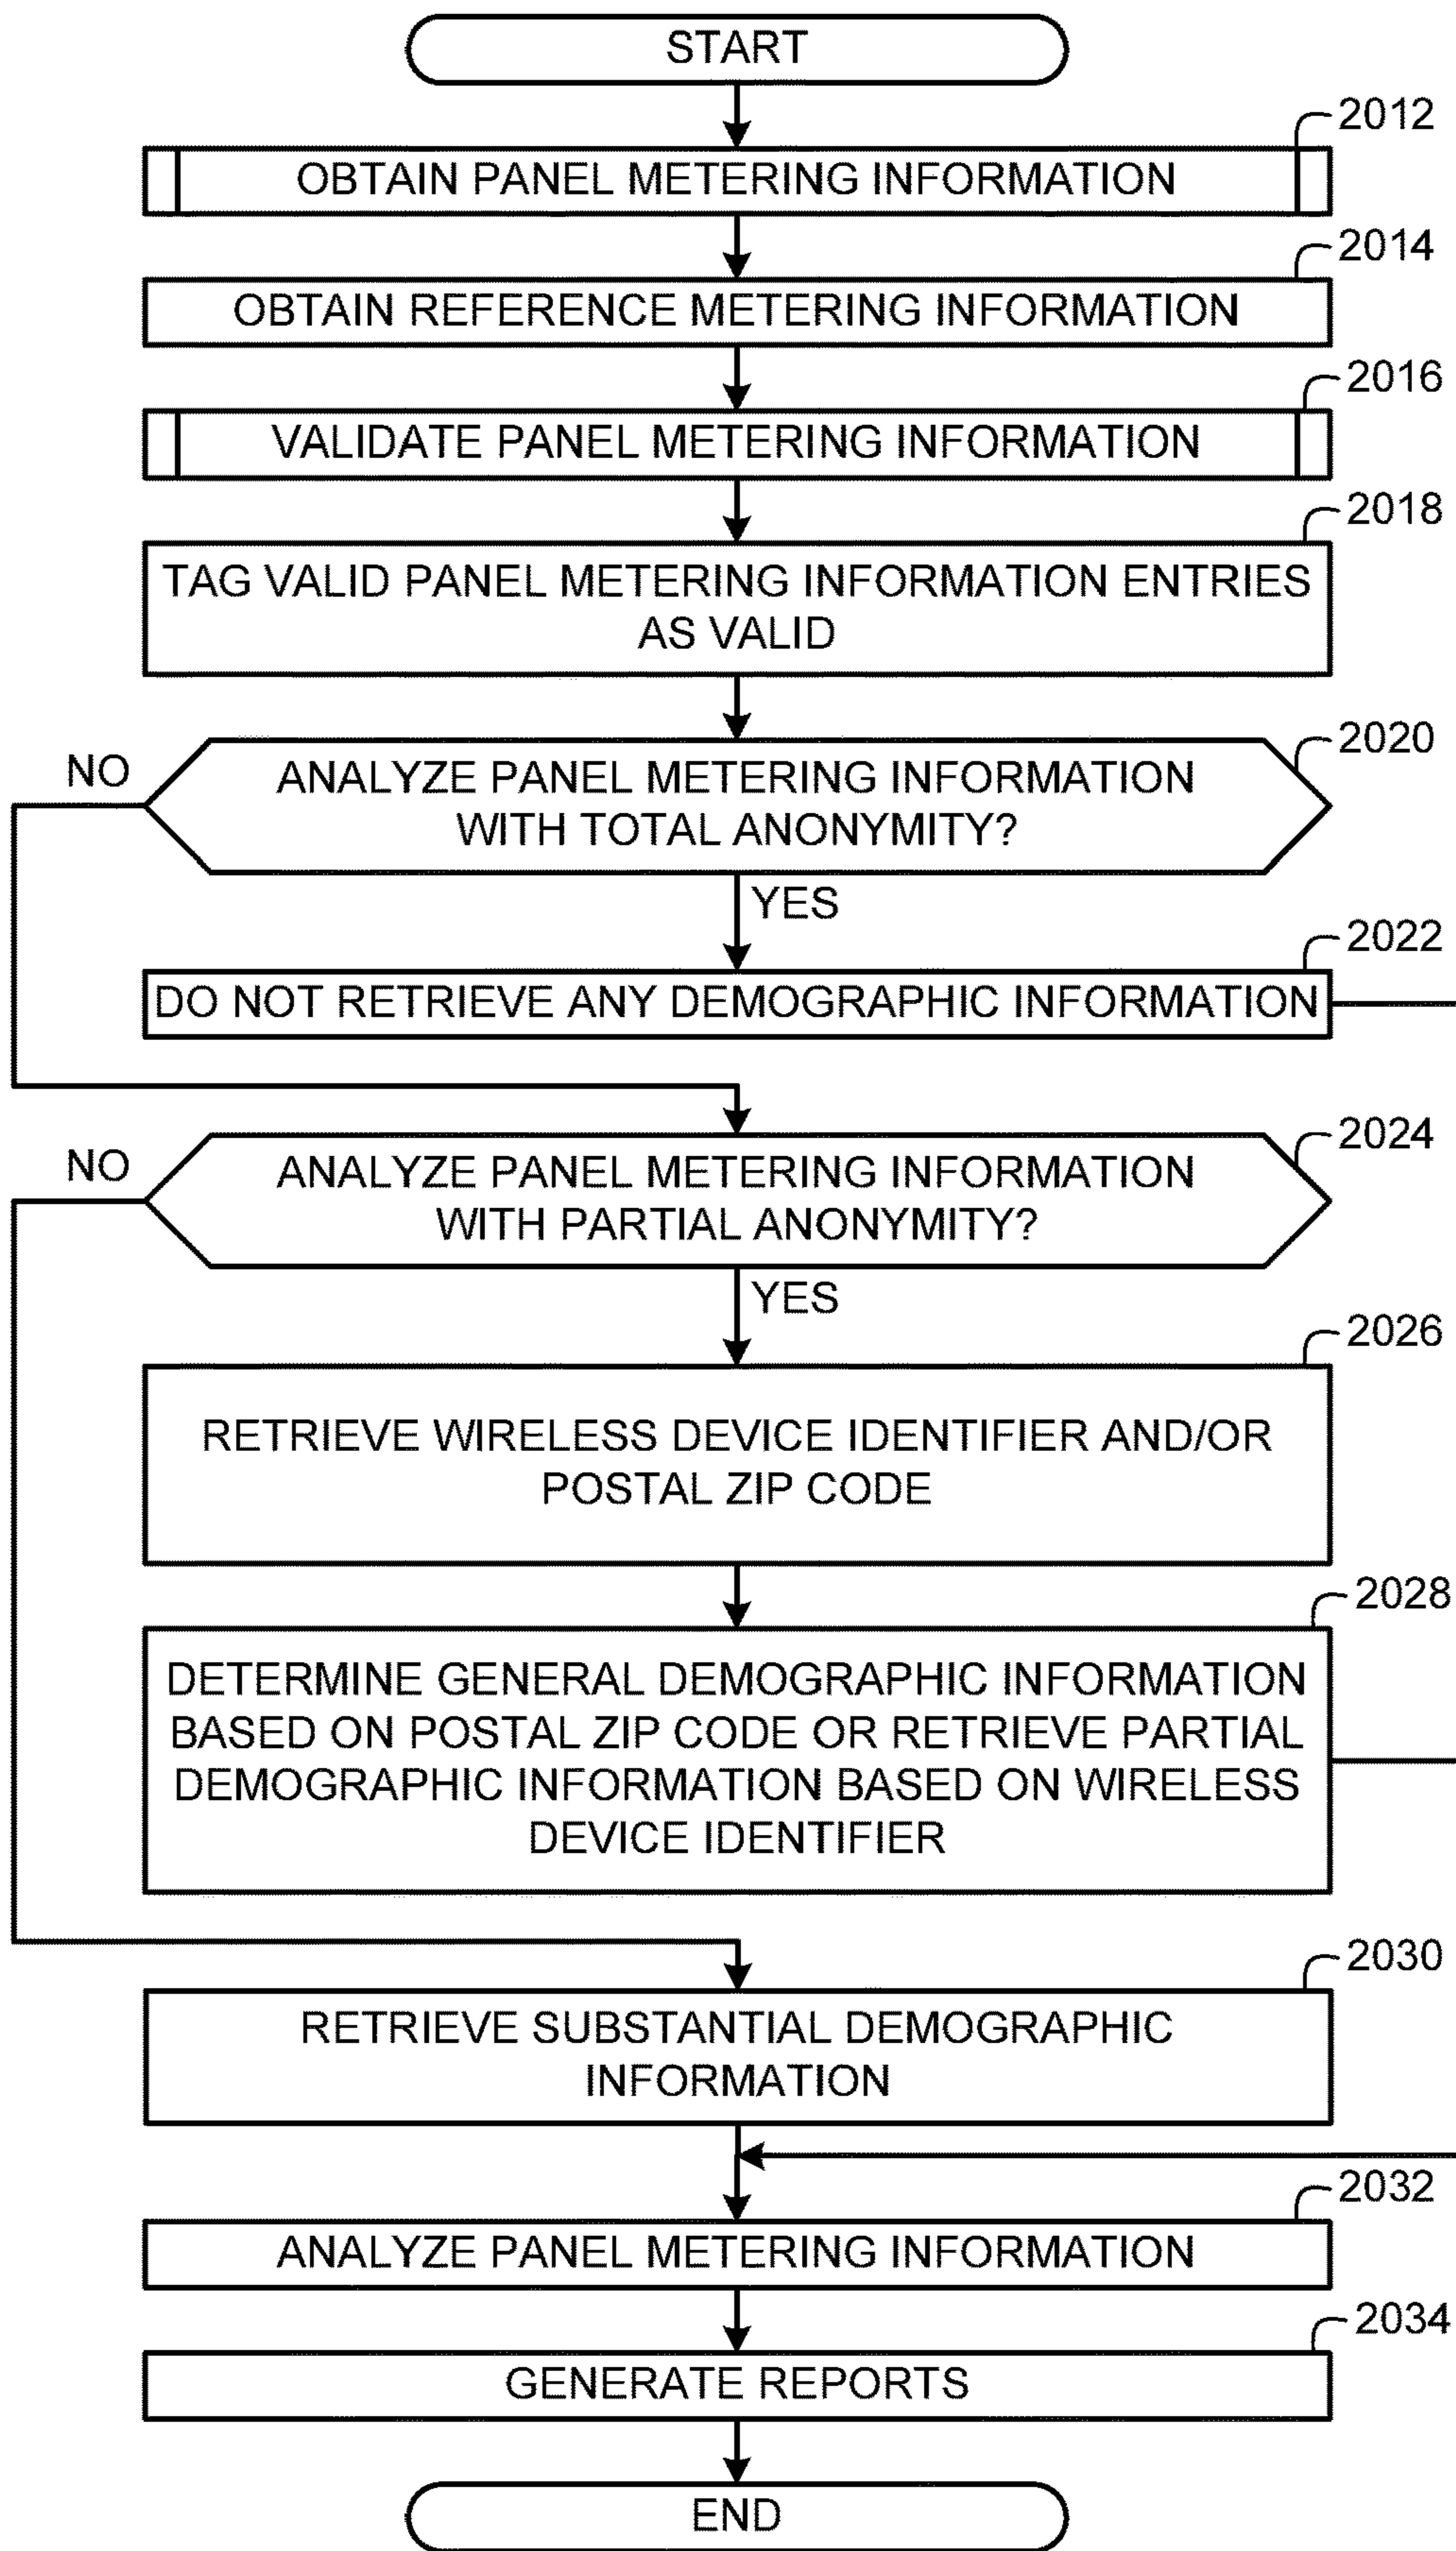 START
2012
OBTAIN PANEL METERING INFORMATION
2014
OBTAIN REFERENCE METERING INFORMATION
2016
VALIDATE PANEL METERING INFORMATION
2018
TAG VALID PANEL METERING INFORMATION ENTRIES
AS VALID
2020
NO
ANALYZE PANEL METERING INFORMATION
WITH TOTAL ANONYMITY?
YES
2022
DO NOT RETRIEVE ANY DEMOGRAPHIC INFORMATION
2024
NO
ANALYZE PANEL METERING INFORMATION
WITH PARTIAL ANONYMITY?
YES
2026
RETRIEVE WIRELESS DEVICE IDENTIFIER AND/OR
POSTAL ZIP CODE
2028
DETERMINE GENERAL DEMOGRAPHIC INFORMATION
BASED ON POSTAL ZIP CODE OR RETRIEVE PARTIAL
DEMOGRAPHIC INFORMATION BASED ON WIRELESS
DEVICE IDENTIFIER
2030
RETRIEVE SUBSTANTIAL DEMOGRAPHIC
INFORMATION
2032
ANALYZE PANEL METERING INFORMATION
2034
GENERATE REPORTS
END